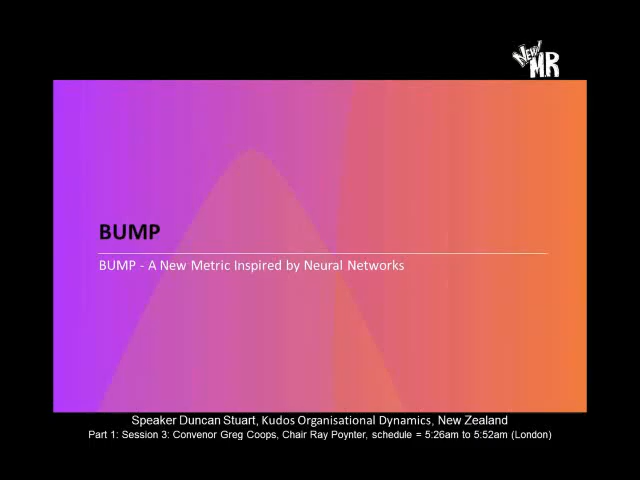 New!
MR
BUMP
BUMP - A New Metric Inspired by Neural Networks
Speaker Duncan Stuart, Kudos Organisational Dynamics, New Zealand
Part 1: Session 3: Convenor Greg Coops, Chair Ray Poynter, schedule = 5:26am to 5:52am (London)